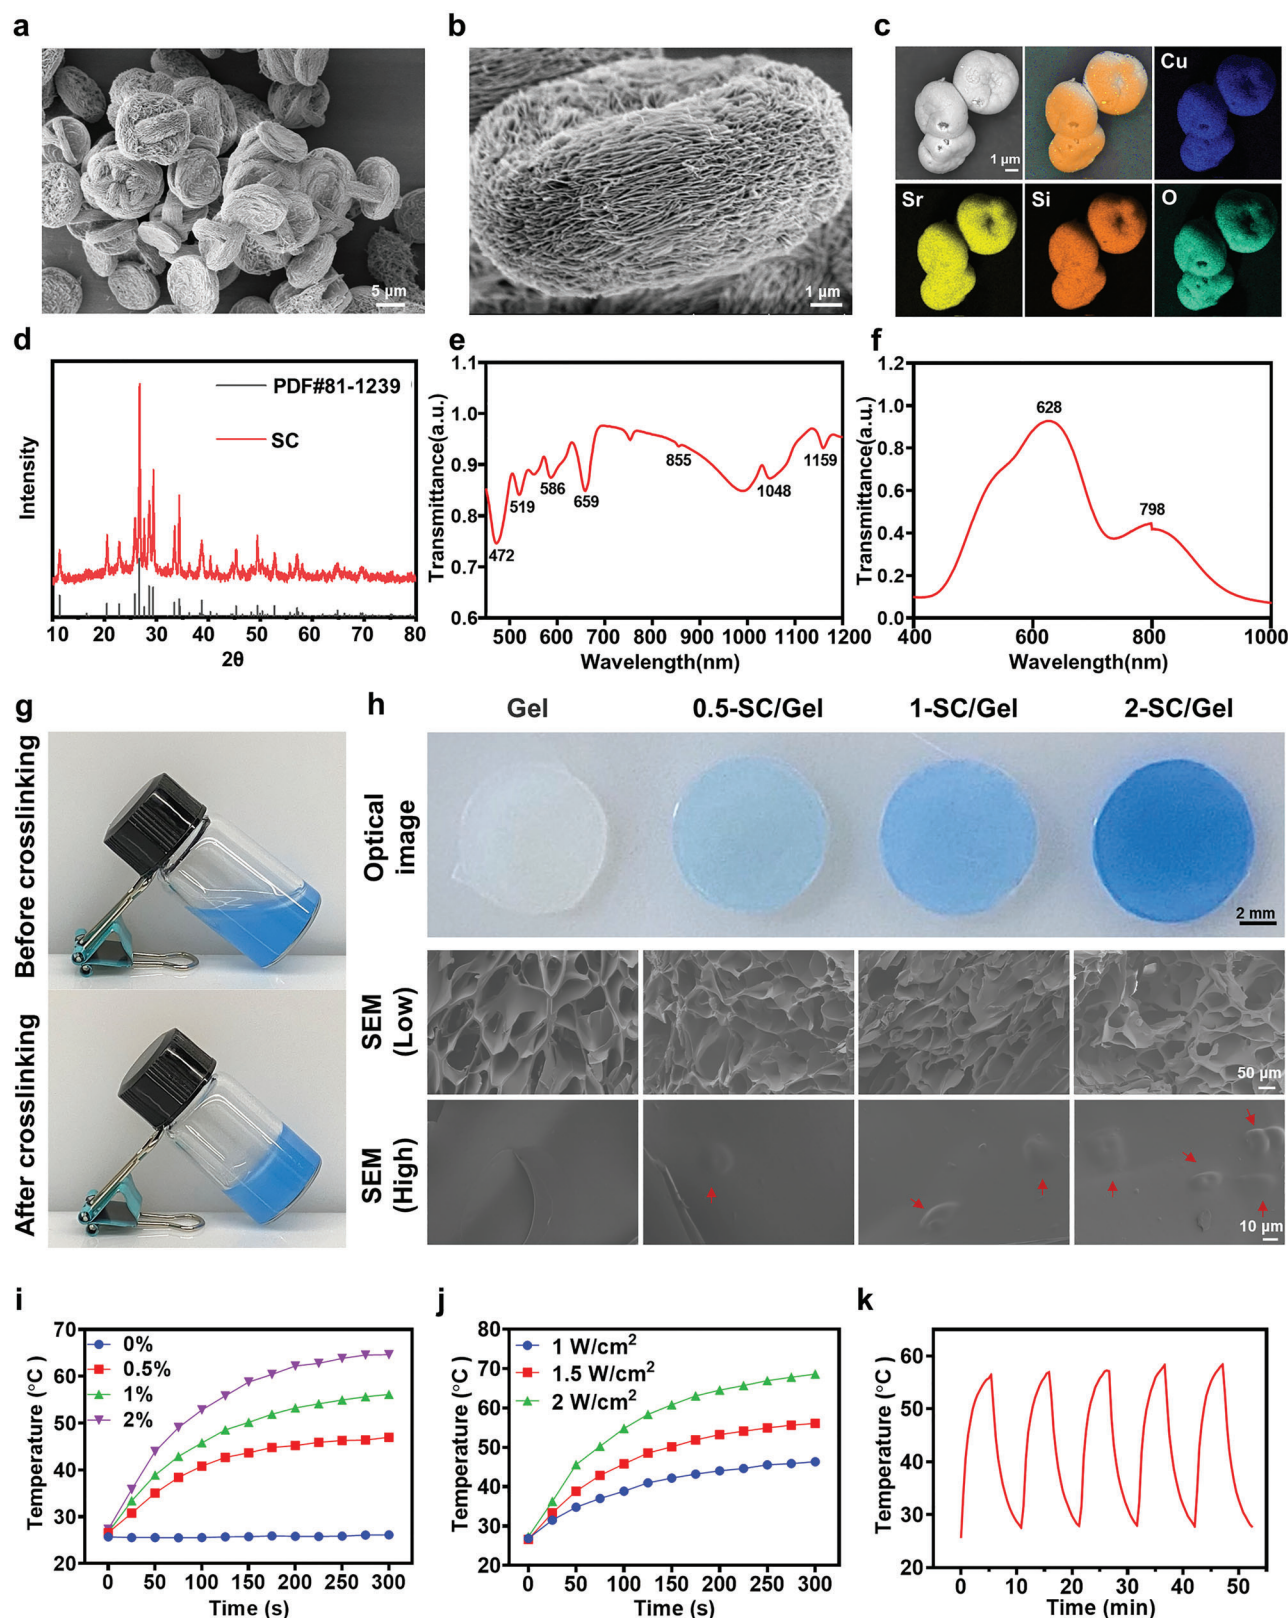 a
b
c
5 µm
1 µm
1 µm
Cu
Sr
Si
O
d
Intensity
PDF#81-1239
SC
10 20 30 40 50 60 70 80
2θ
e
Transmittance(a.u.)
1.1
1.0
0.9
0.8
0.7
0.6
472
519
586
659
855
1048
1159
500 600 700 800 900 1000 1100 1200
Wavelength(nm)
f
Transmittance(a.u.)
1.2
1.0
0.8
0.6
0.4
0.2
0.0
628
798
400 600 800 1000
Wavelength(nm)
g
Before crosslinking
After crosslinking
h
Gel 0.5-SC/Gel 1-SC/Gel 2-SC/Gel
Optical
image
2 mm
SEM
(Low)
50 µm
SEM
(High)
10 µm
i
Temperature (°C )
70
60
50
40
30
20
0%
0.5%
1%
2%
0 50 100 150 200 250 300
Time (s)
j
Temperature (°C )
80
70
60
50
40
30
20
1 W/cm²
1.5 W/cm²
2 W/cm²
0 50 100 150 200 250 300
Time (s)
k
Temperature (°C )
60
50
40
30
20
0 10 20 30 40 50
Time (min)